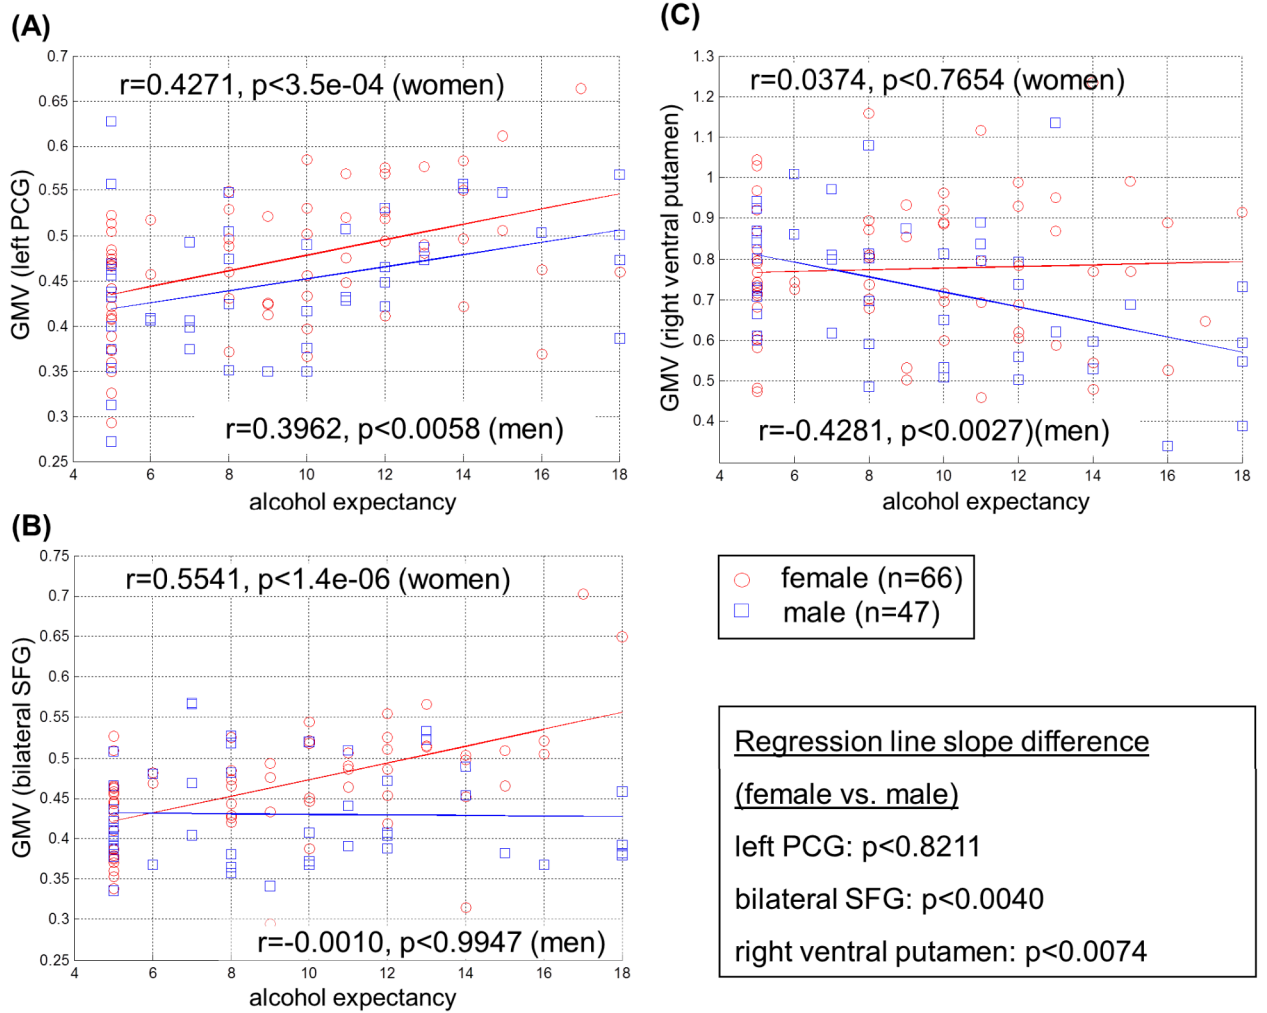 (A)
0.7
0.65
0.6
0.55
0.5
0.45
0.4
0.35
0.3
0.25
GMV (left PCG)
r=0.4271, p<3.5e-04 (women)
r=0.3962, p<0.0058 (men)
4 6 8 10 12 14 16 18
alcohol expectancy
(B)
0.75
0.7
0.65
0.6
0.55
0.5
0.45
0.4
0.35
0.3
0.25
GMV (bilateral SFG)
r=0.5541, p<1.4e-06 (women)
r=-0.0010, p<0.9947 (men)
4 6 8 10 12 14 16 18
alcohol expectancy
(C)
1.3
1.2
1.1
1
0.9
0.8
0.7
0.6
0.5
0.4
GMV (right ventral putamen)
r=0.0374, p<0.7654 (women)
r=-0.4281, p<0.0027)(men)
4 6 8 10 12 14 16 18
alcohol expectancy
female (n=66)
male (n=47)
Regression line slope difference
(female vs. male)
left PCG: p<0.8211
bilateral SFG: p<0.0040
right ventral putamen: p<0.0074